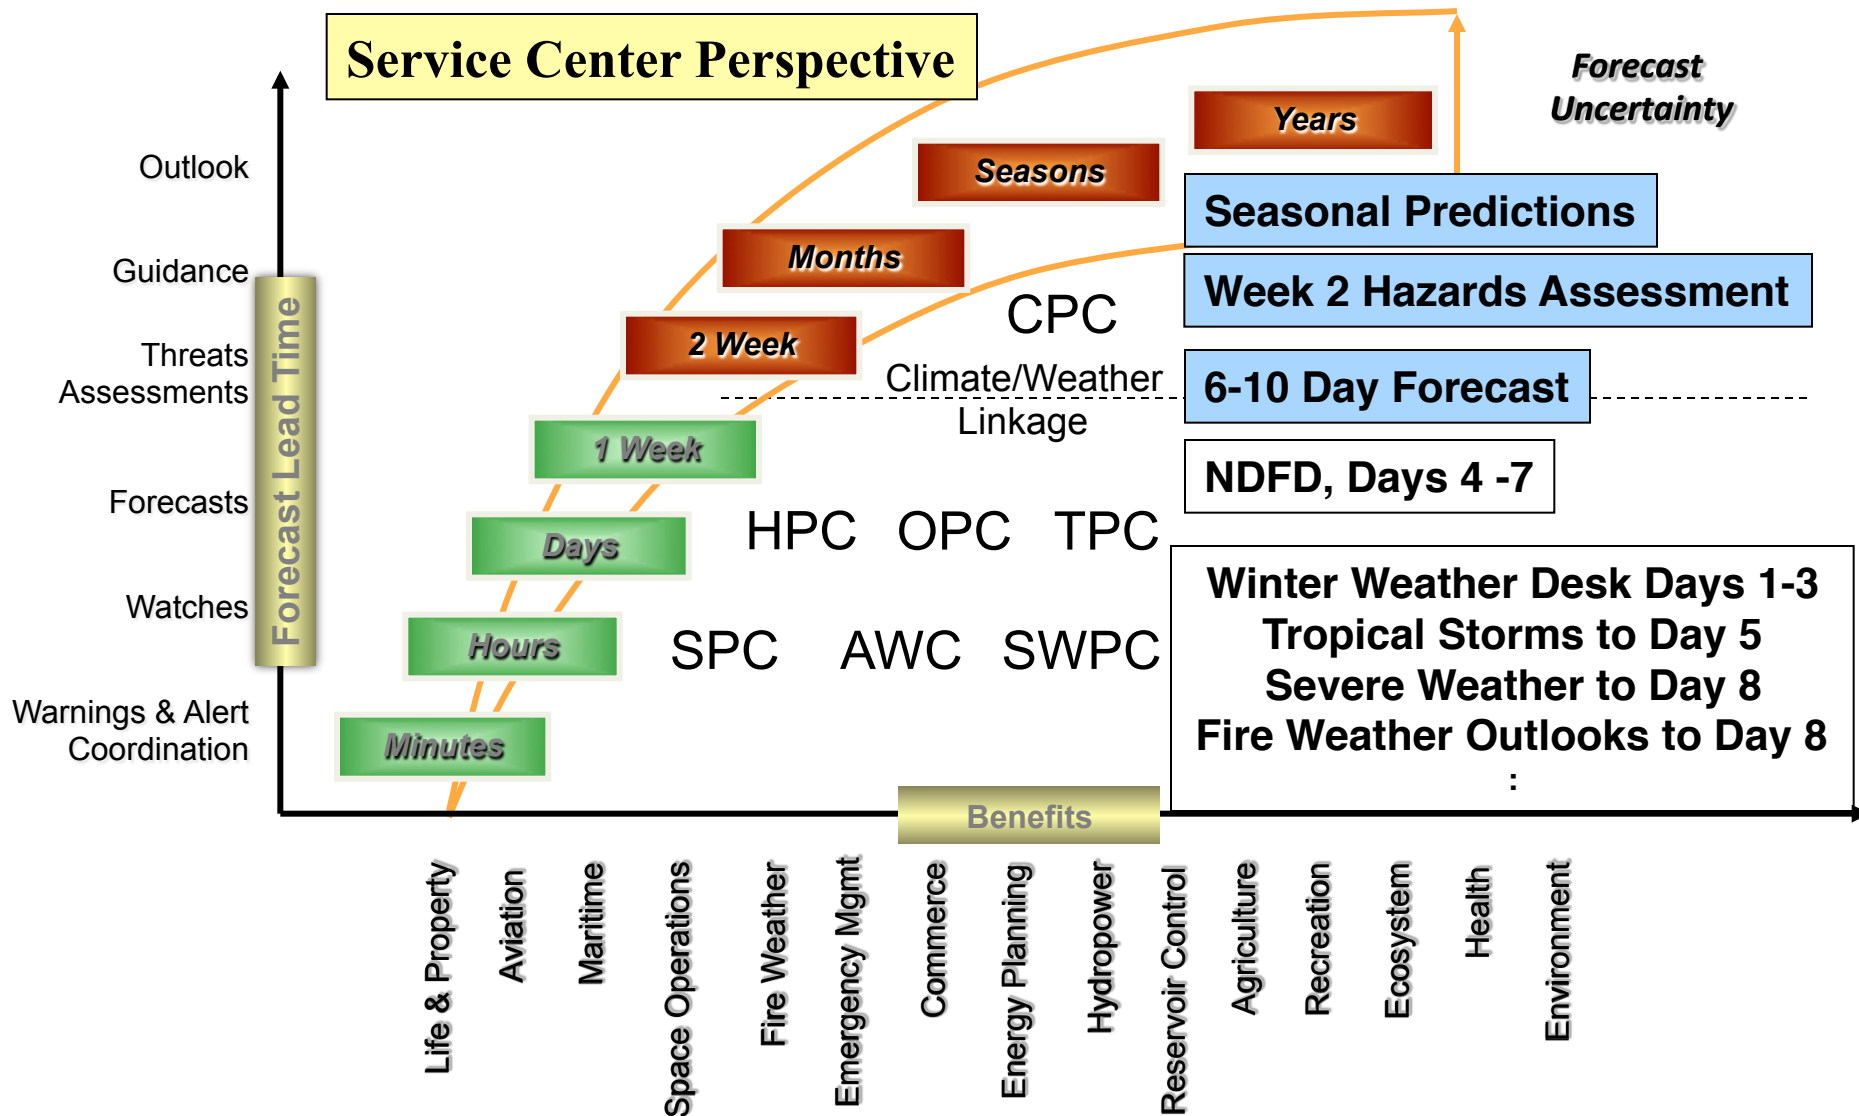 Service Center Perspective
Forecast
Uncertainty
Years
Seasons
Months
2 Week
1 Week
Days
Hours
Minutes
Outlook
Guidance
Threats
Assessments
Forecasts
Watches
Warnings & Alert
Coordination
Forecast Lead Time
CPC
Climate/Weather
Linkage
HPC OPC TPC
SPC AWC SWPC
Seasonal Predictions
Week 2 Hazards Assessment
6-10 Day Forecast
NDFD, Days 4 -7
Winter Weather Desk Days 1-3
Tropical Storms to Day 5
Severe Weather to Day 8
Fire Weather Outlooks to Day 8
:
Benefits
Life & Property
Aviation
Maritime
Space Operations
Fire Weather
Emergency Mgmt
Commerce
Energy Planning
Hydropower
Reservoir Control
Agriculture
Recreation
Ecosystem
Health
Environment